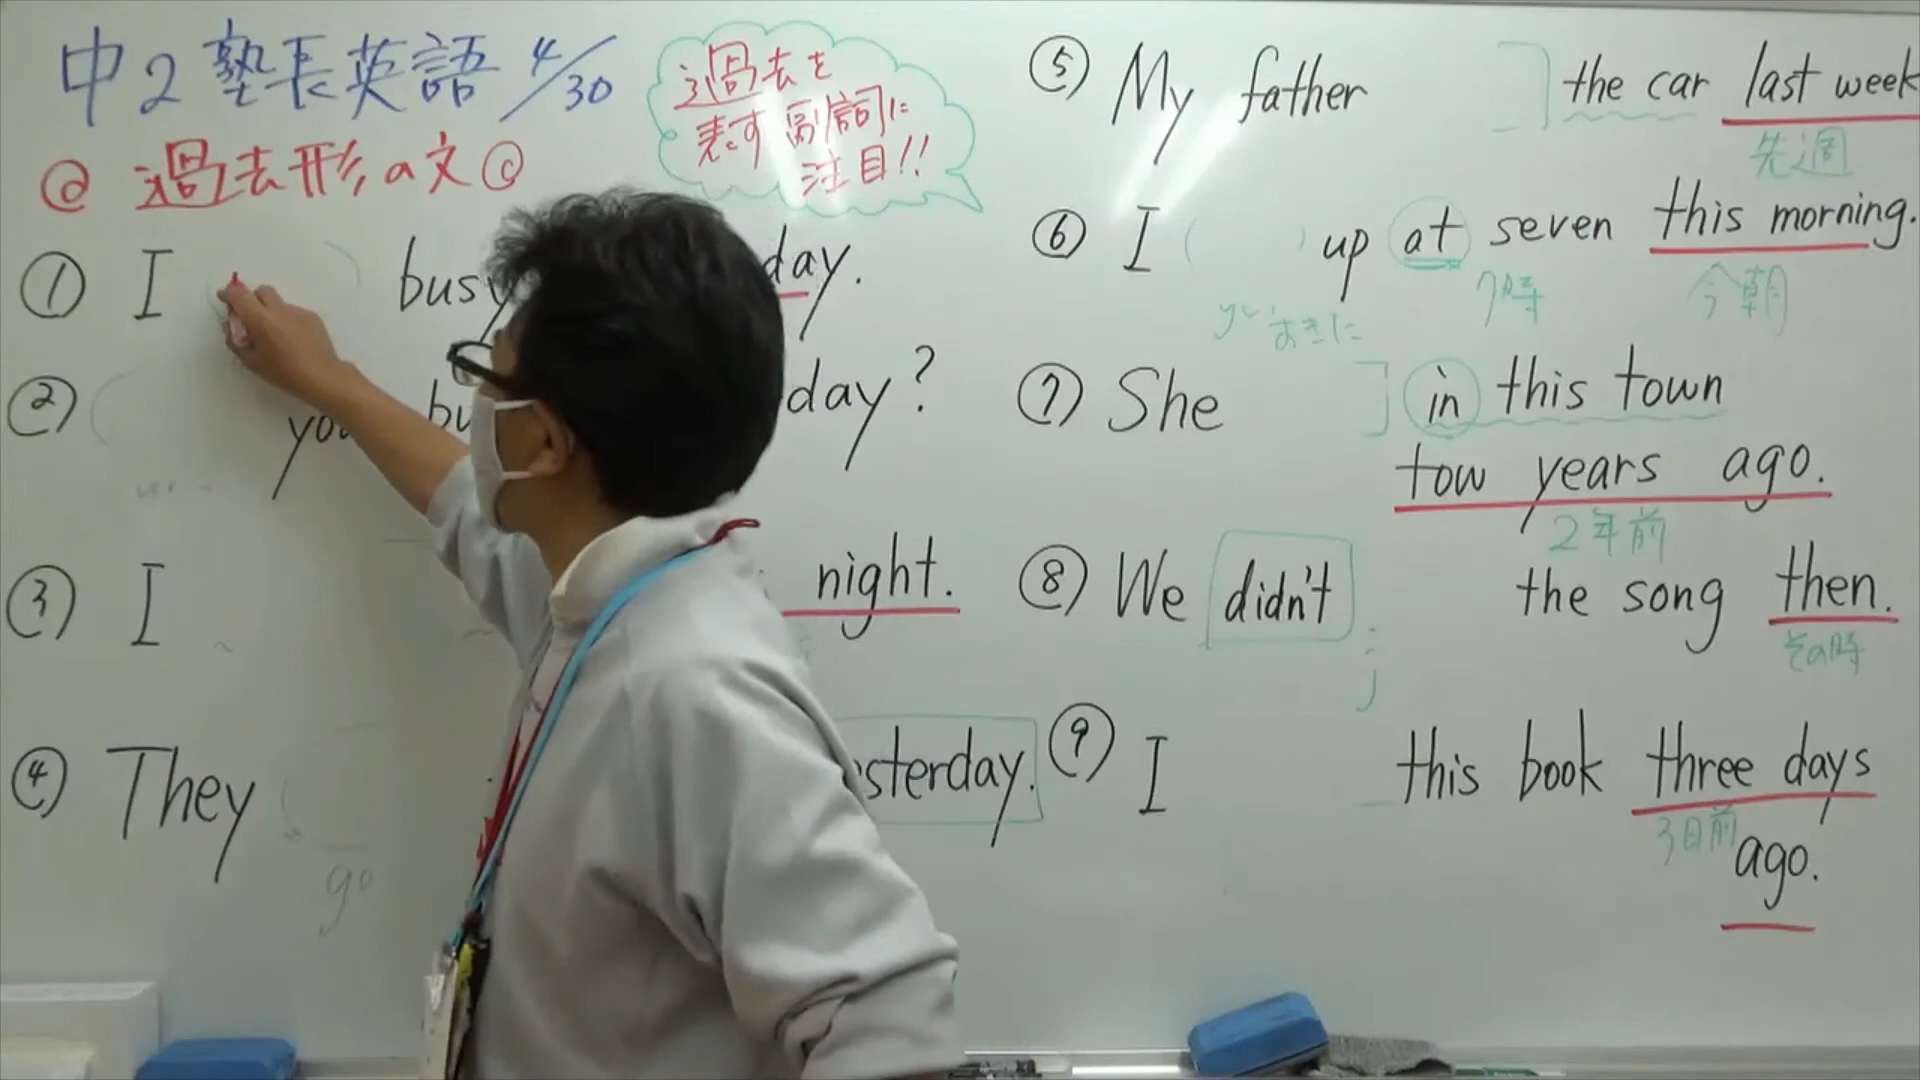 中2 塾長英語 4/30
◎ 過去形の文 ◎
過去を
表す副詞に
注目!!
① I ( ) busy day.
② ( you bu day?
③ I night.
④ They ( sterday.
go
⑤ My father ] the car last week
先週
⑥ I ( ) up at seven this morning.
7時 今朝
おきに
⑦ She ] in this town
tow years ago.
2年前
⑧ We didn't the song then.
その時
⑨ I this book three days
3日前
ago.